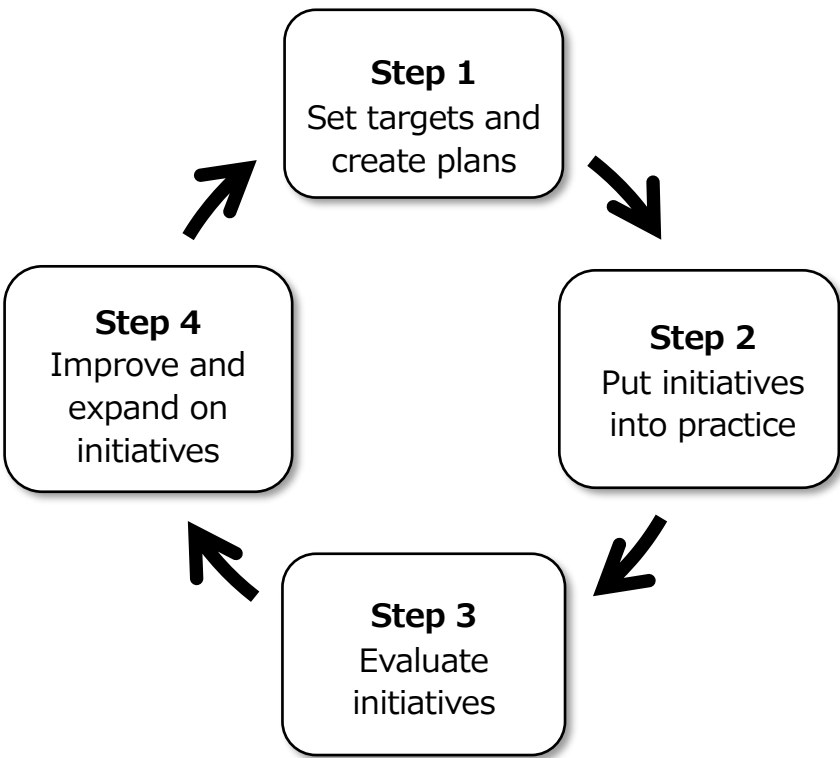 Step 1
Set targets and
create plans
Step 2
Put initiatives
into practice
Step 3
Evaluate
initiatives
Step 4
Improve and
expand on
initiatives